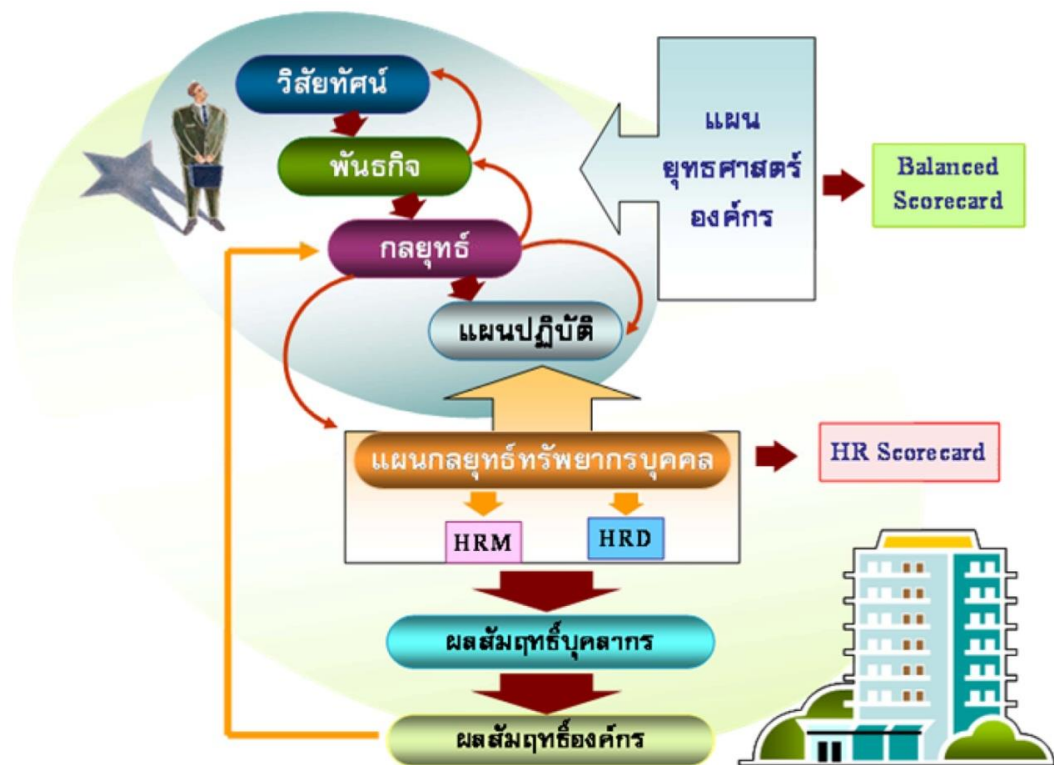 วิสัยทัศน์
พันธกิจ
กลยุทธ์
แผนปฏิบัติ
แผน
ยุทธศาสตร์
องค์กร
Balanced
Scorecard
แผนกลยุทธ์ทรัพยากรบุคคล
HR Scorecard
HRM
HRD
ผลสัมฤทธิ์บุคลากร
ผลสัมฤทธิ์องค์กร